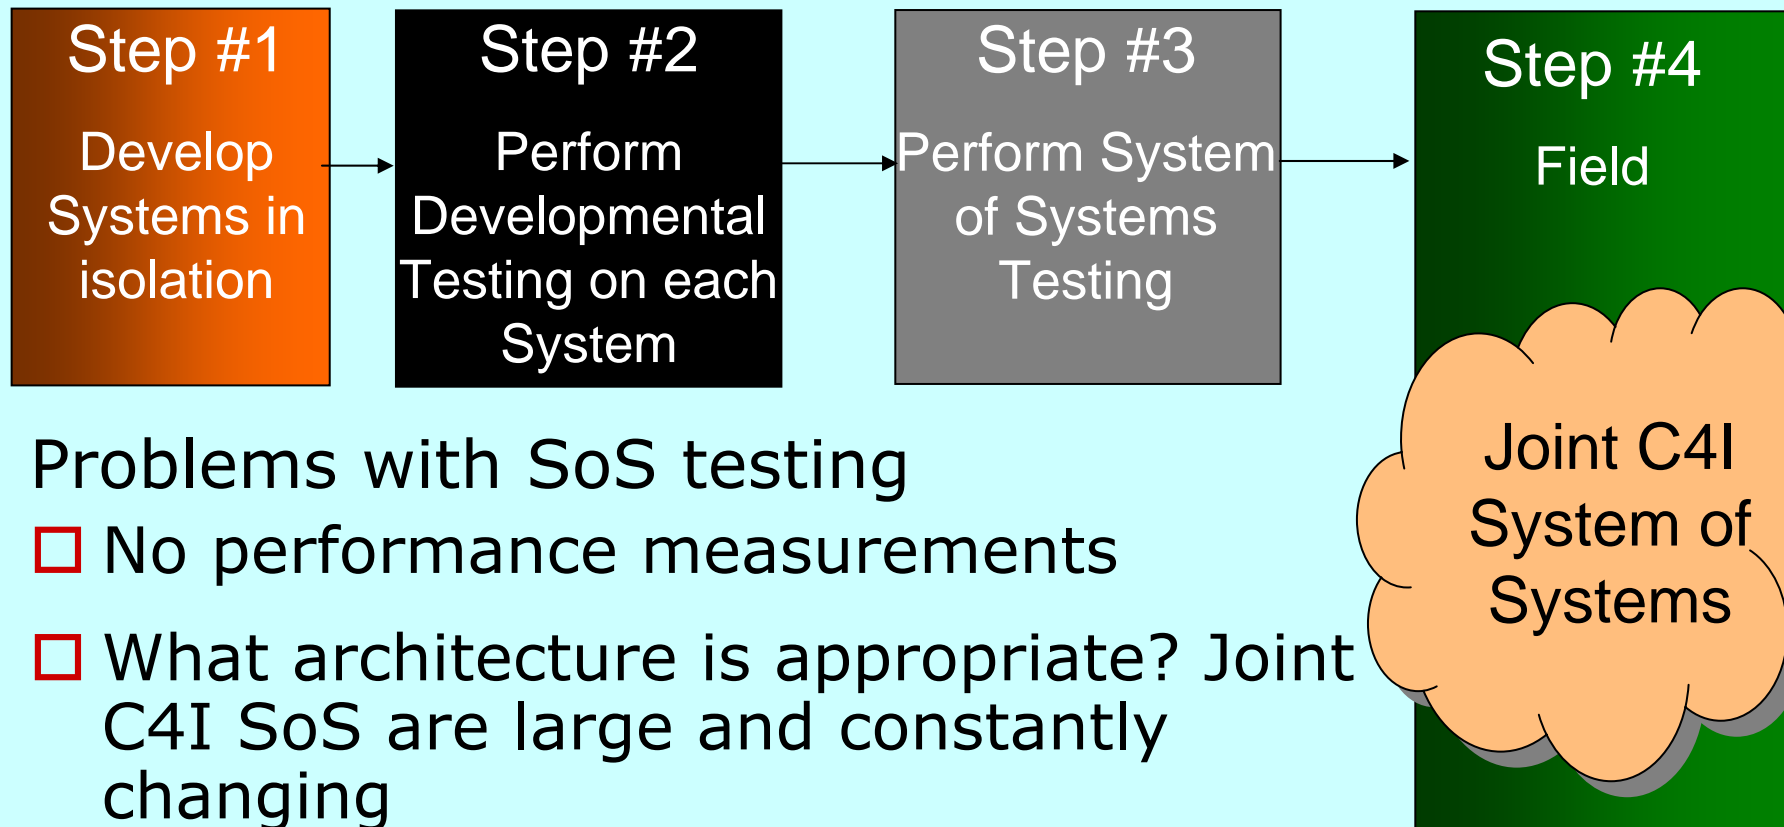 Step #1
Develop
Systems in
isolation
Step #2
Perform
Developmental
Testing on each
System
Step #3
Perform System
of Systems
Testing
Step #4
Field
Joint C4I
System of
Systems
Problems with SoS testing
No performance measurements
What architecture is appropriate? Joint
C4I SoS are large and constantly
changing